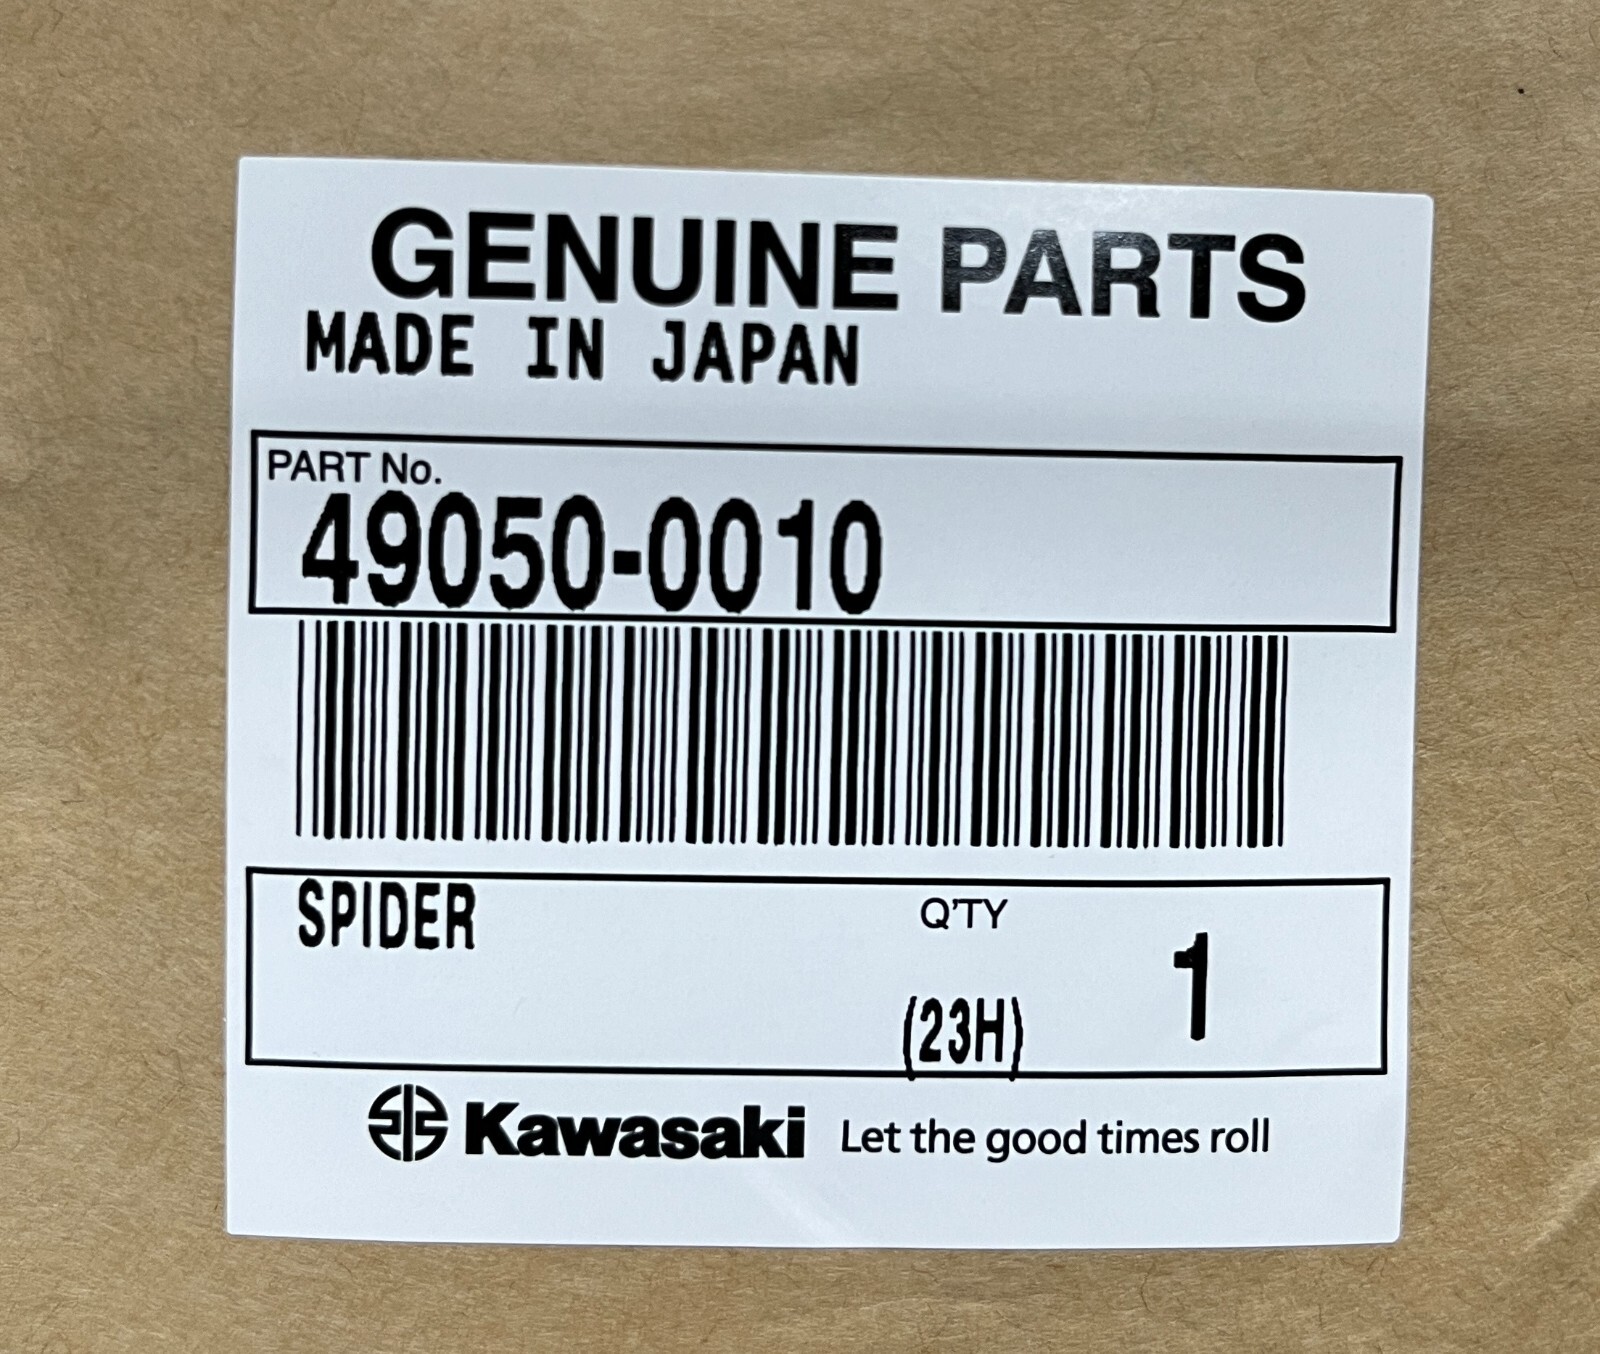 GENUINE PARTS
MADE IN JAPAN
PART No.
49050-0010
SPIDER
Q'TY
1
(23H)
Kawasaki Let the good times roll